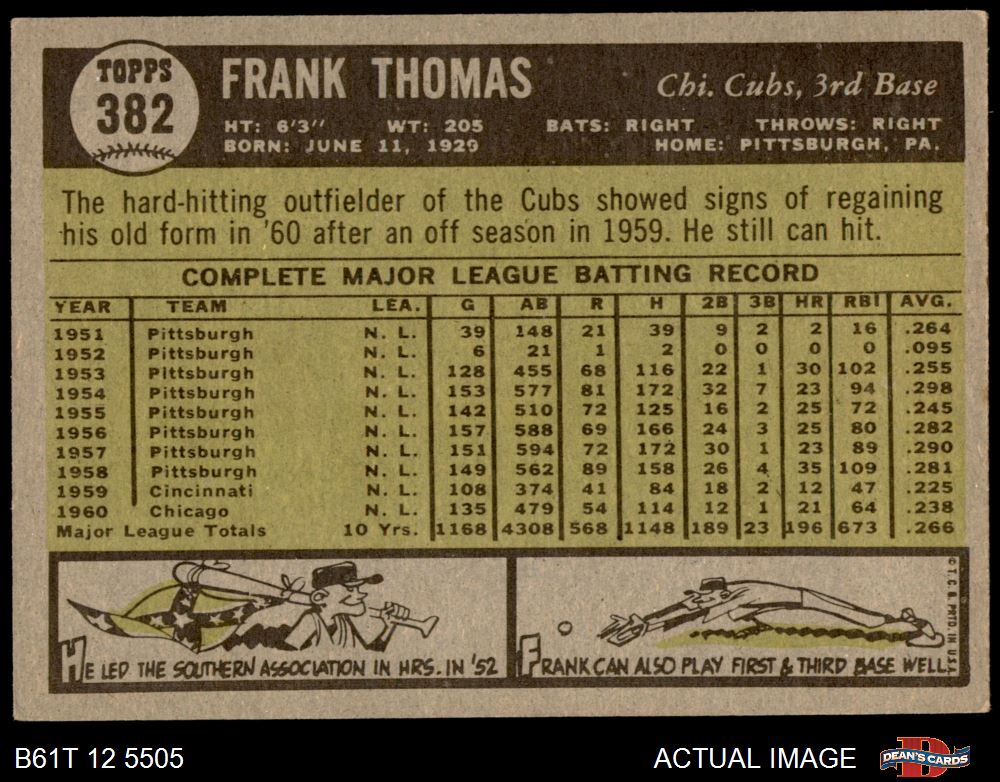 TOPPS
382
FRANK THOMAS
Chi. Cubs, 3rd Base
HT: 6'3" WT: 205 BATS: RIGHT THROWS: RIGHT
BORN: JUNE 11, 1929 HOME: PITTSBURGH, PA.
The hard-hitting outfielder of the Cubs showed signs of regaining
his old form in '60 after an off season in 1959. He still can hit.
COMPLETE MAJOR LEAGUE BATTING RECORD
YEAR TEAM LEA. G AB R H 2B 3B HR RBI AVG.
1951 Pittsburgh N. L. 39 148 21 39 9 2 2 16 .264
1952 Pittsburgh N. L. 6 21 1 2 0 0 0 0 .095
1953 Pittsburgh N. L. 128 455 68 116 22 1 30 102 .255
1954 Pittsburgh N. L. 153 577 81 172 32 7 23 94 .298
1955 Pittsburgh N. L. 142 510 72 125 16 2 25 72 .245
1956 Pittsburgh N. L. 157 588 69 166 24 3 25 80 .282
1957 Pittsburgh N. L. 151 594 72 172 30 1 23 89 .290
1958 Pittsburgh N. L. 149 562 89 158 26 4 35 109 .281
1959 Cincinnati N. L. 108 374 41 84 18 2 12 47 .225
1960 Chicago N. L. 135 479 54 114 12 1 21 64 .238
Major League Totals 10 Yrs. 1168 4308 568 1148 189 23 196 673 .266
HE LED THE SOUTHERN ASSOCIATION IN HRS. IN '52
FRANK CAN ALSO PLAY FIRST & THIRD BASE WELL.
© T. C. G. PRTD IN U.S.A.
B61T 12 5505
ACTUAL IMAGE
DEAN'S CARDS